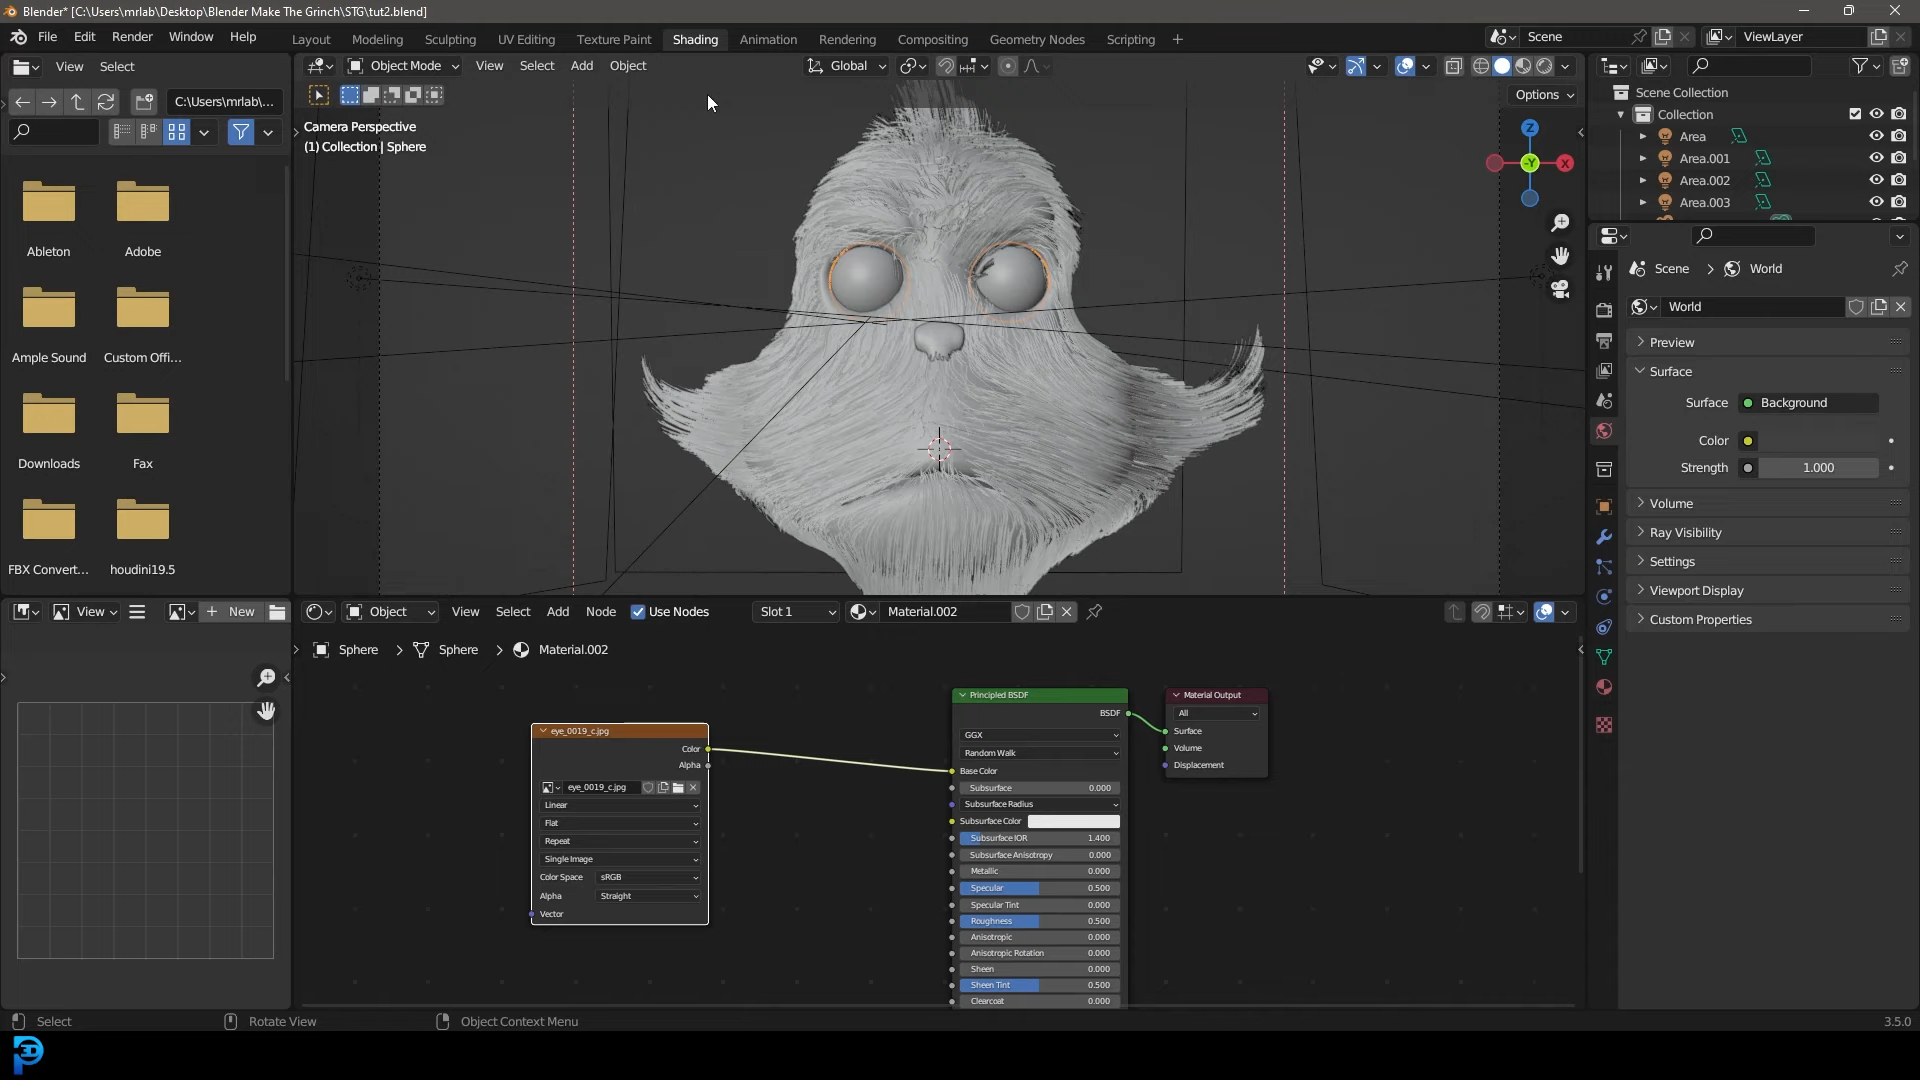 Blender* [C:\Users\mrlab\Desktop\Blender Make The Grinch\STG\tut2.blend]
File Edit Render Window Help Layout Modeling Sculpting UV Editing Texture Paint Shading Animation Rendering Compositing Geometry Nodes Scripting + Scene ViewLayer
View Select Object Mode View Select Add Object Global
C:\Users\mrlab\... Options
Camera Perspective
(1) Collection | Sphere
Z
-Y X
Scene Collection
Collection
Area
Area.001
Area.002
Area.003
Ableton Adobe
Ample Sound Custom Offi...
Downloads Fax
FBX Convert... houdini19.5
Scene > World
World
Preview
Surface
Surface Background
Color
Strength 1.000
Volume
Ray Visibility
Settings
Viewport Display
Custom Properties
View + New Object View Select Add Node Use Nodes Slot 1 Material.002
Sphere > Sphere > Material.002
eye_0019_c.jpg
Color
Alpha
eye_0019_c.jpg
Linear
Flat
Repeat
Single Image
Color Space sRGB
Alpha Straight
Vector
Principled BSDF
BSDF
GGX
Random Walk
Base Color
Subsurface 0.000
Subsurface Radius
Subsurface Color
Subsurface IOR 1.400
Subsurface Anisotropy 0.000
Metallic 0.000
Specular 0.500
Specular Tint 0.000
Roughness 0.500
Anisotropic 0.000
Anisotropic Rotation 0.000
Sheen 0.000
Sheen Tint 0.500
Clearcoat 0.000
Material Output
All
Surface
Volume
Displacement
Select Rotate View Object Context Menu 3.5.0